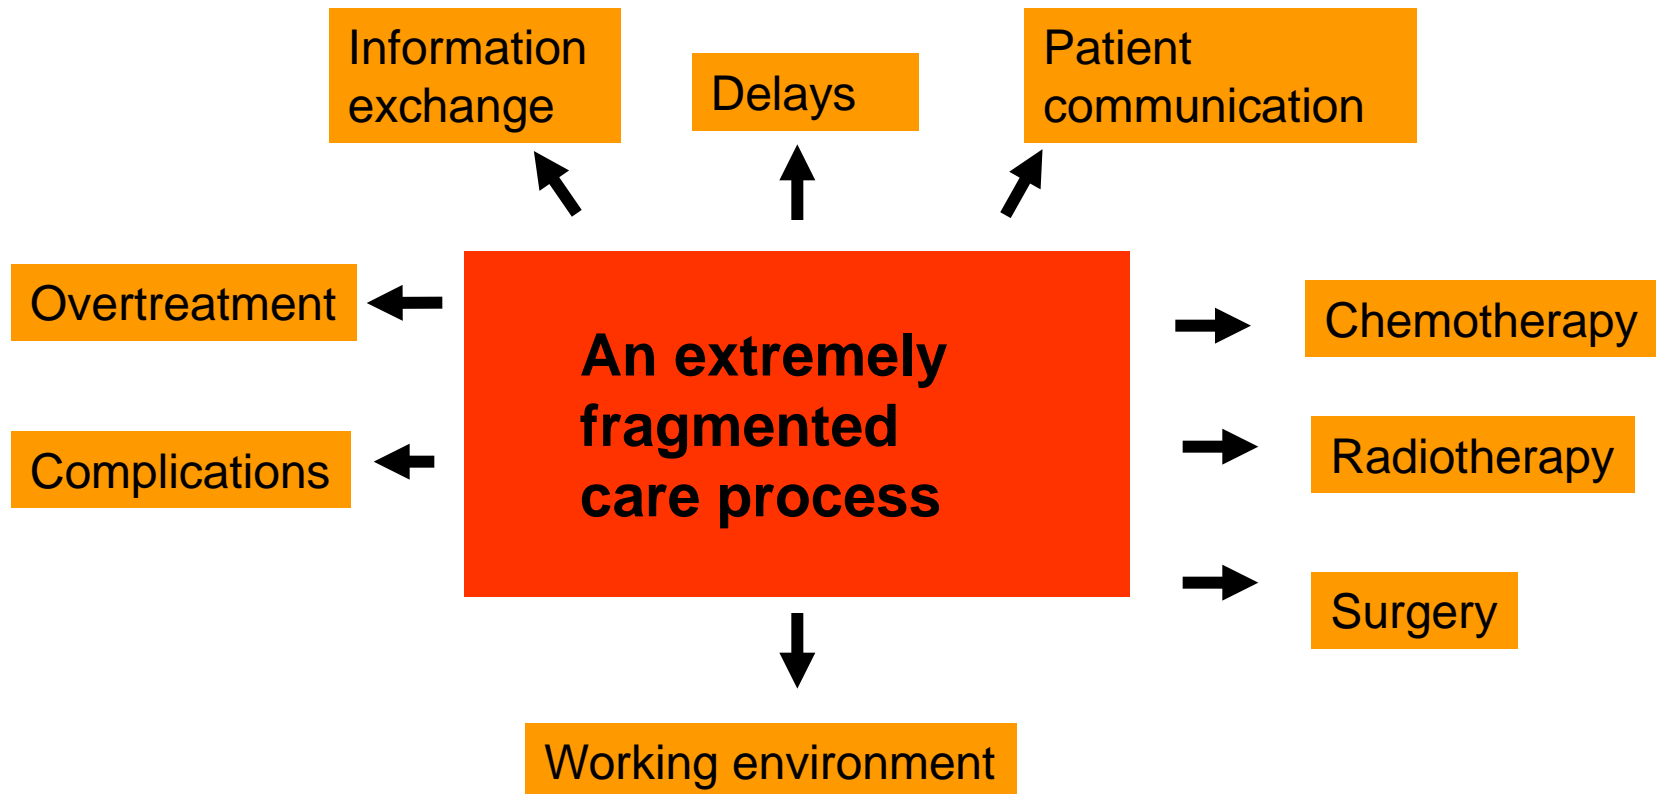 Information
exchange
Delays
Patient
communication
Overtreatment
Complications
An extremely
fragmented
care process
Chemotherapy
Radiotherapy
Surgery
Working environment